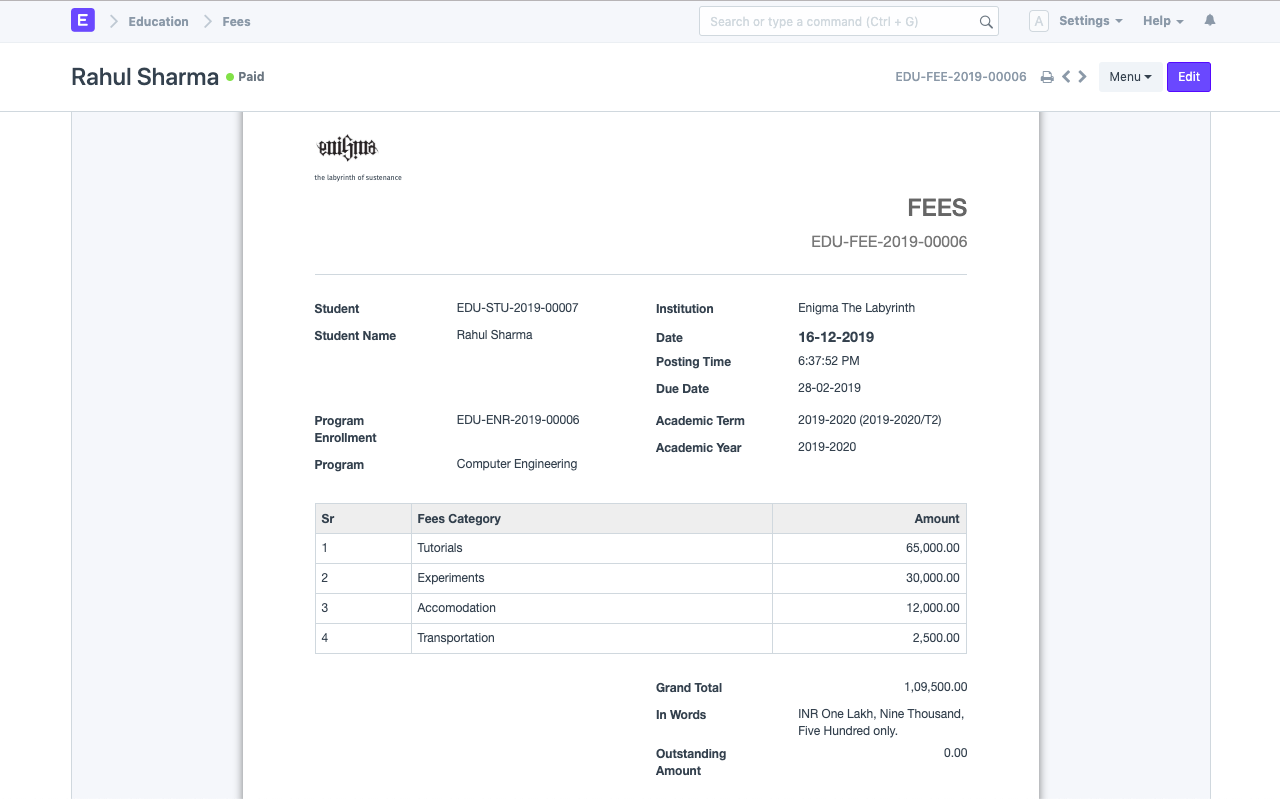 E Education Fees Search or type a command (Ctrl + G) A Settings Help
Rahul Sharma Paid EDU-FEE-2019-00006 Menu Edit
enigma
the labyrinth of sustenance
FEES
EDU-FEE-2019-00006
Student EDU-STU-2019-00007 Institution Enigma The Labyrinth
Student Name Rahul Sharma Date 16-12-2019
Posting Time 6:37:52 PM
Due Date 28-02-2019
Program EDU-ENR-2019-00006 Academic Term 2019-2020 (2019-2020/T2)
Enrollment
Academic Year 2019-2020
Program Computer Engineering
Sr Fees Category Amount
1 Tutorials 65,000.00
2 Experiments 30,000.00
3 Accomodation 12,000.00
4 Transportation 2,500.00
Grand Total 1,09,500.00
In Words INR One Lakh, Nine Thousand,
Five Hundred only.
Outstanding 0.00
Amount